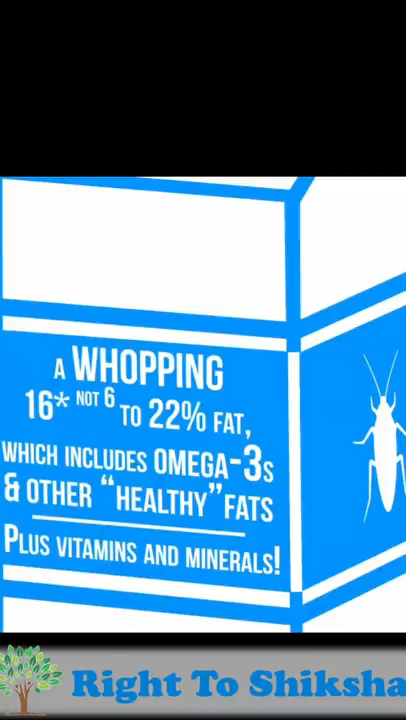 A WHOPPING
16* NOT 6 TO 22% FAT,
WHICH INCLUDES OMEGA-3S
& OTHER “HEALTHY” FATS
PLUS VITAMINS AND MINERALS!
Right To Shiksha